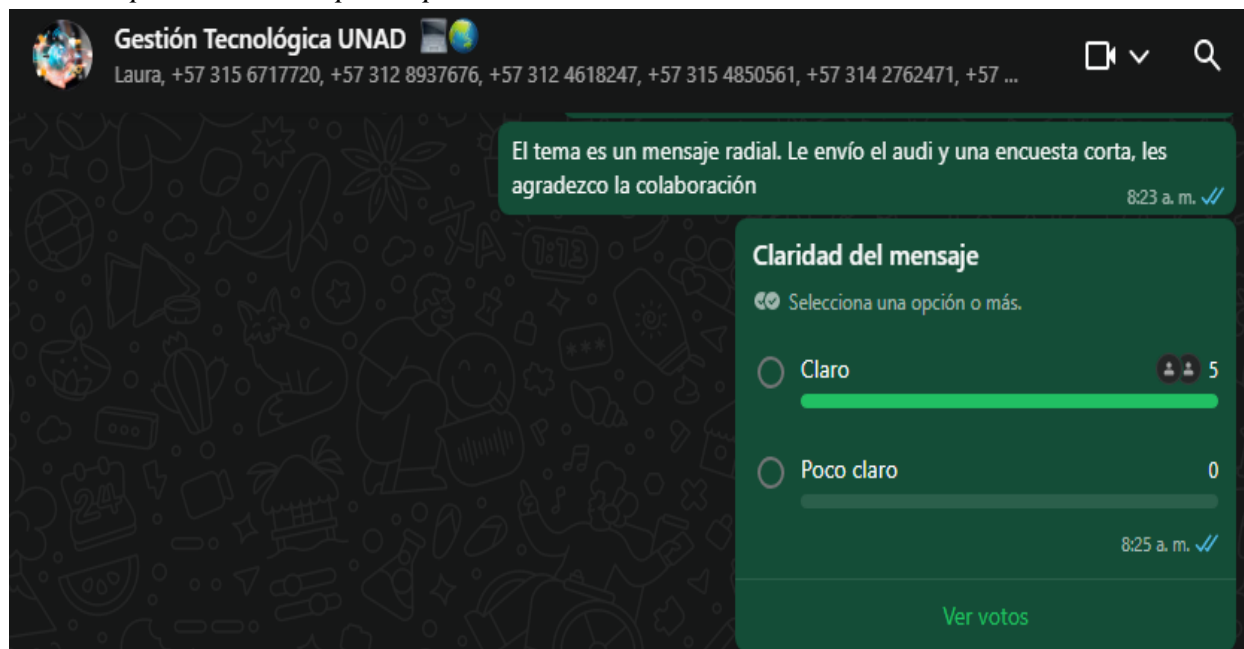 Gestión Tecnológica UNAD
Laura, +57 315 6717720, +57 312 8937676, +57 312 4618247, +57 315 4850561, +57 314 2762471, +57 ...
El tema es un mensaje radial. Le envío el audi y una encuesta corta, les
agradezco la colaboración
8:23 a. m.
Claridad del mensaje
Selecciona una opción o más.
Claro 5
Poco claro 0
8:25 a. m.
Ver votos